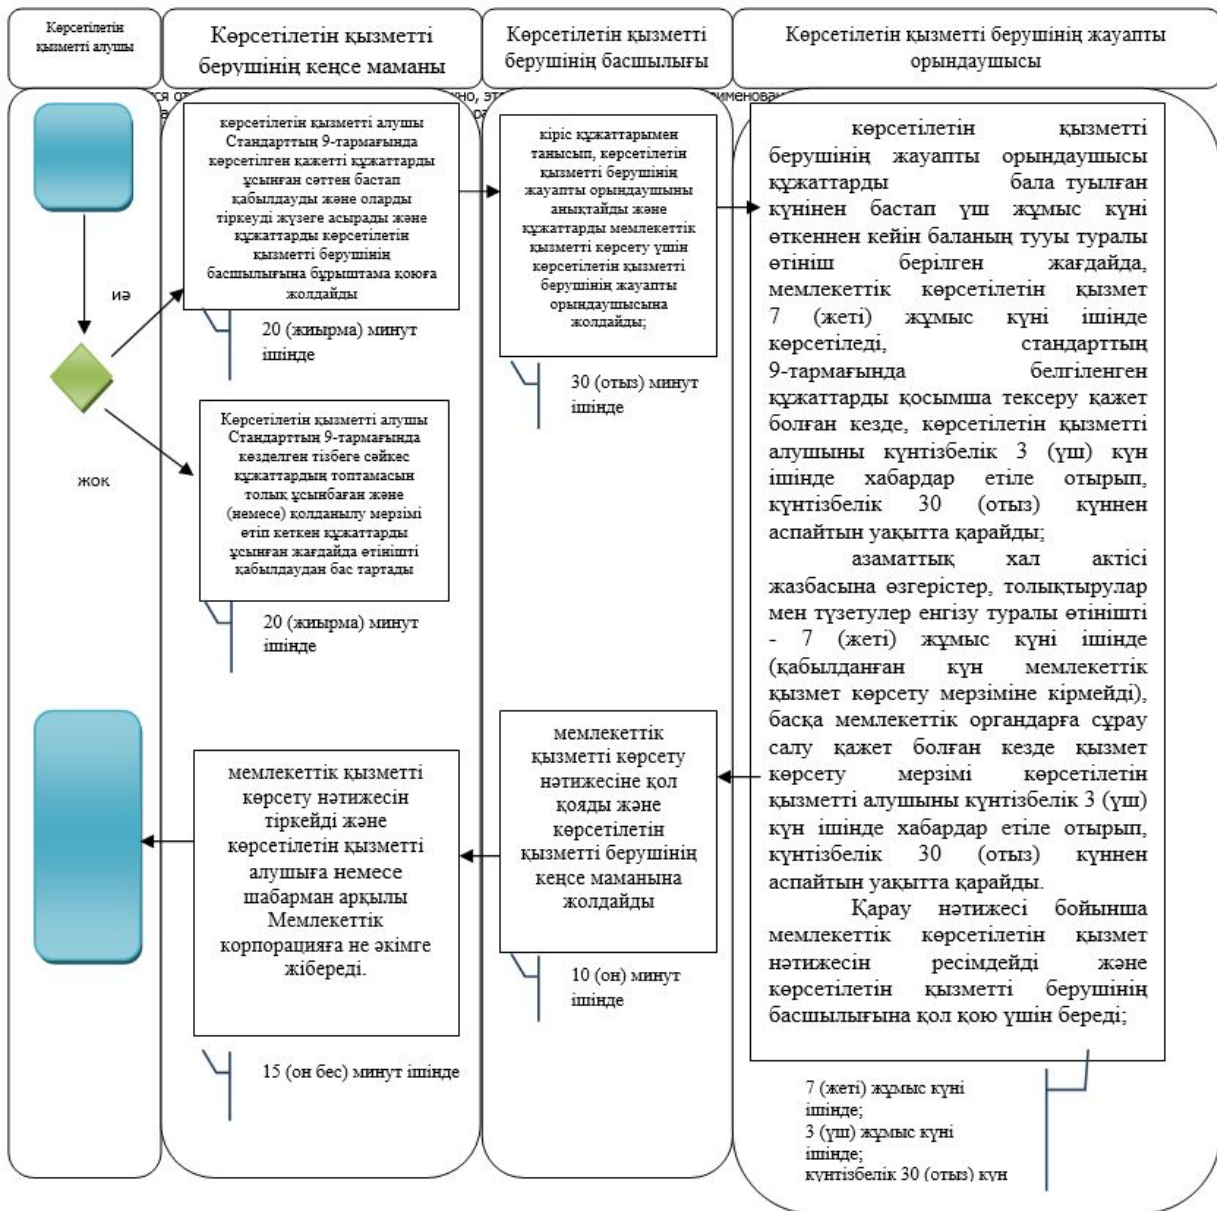 Көрсетілетін
қызметті алушы
Көрсетілетін қызметті
берушінің кеңсе маманы
Көрсетілетін қызметті
берушінің басшылығы
Көрсетілетін қызметті берушінің жауапты
орындаушысы
көрсетілетін қызметті алушы
Стандарттың 9-тармағында
көрсетілген қажетті құжаттарды
ұсынған сәттен бастап
қабылдауды және оларды
тіркеуді жүзеге асырады және
құжаттарды көрсетілетін
қызметті берушінің
басшылығына бұрыштама қоюға
жолдайды
иә
20 (жиырма) минут
ішінде
Көрсетілетін қызметті алушы
Стандарттың 9-тармағында
көзделген тізбеге сәйкес
құжаттардың топтамасын
толық ұсынбаған және
(немесе) қолданылу мерзімі
өтіп кеткен құжаттарды
ұсынған жағдайда өтінішті
қабылдаудан бас тартады
жоқ
20 (жиырма) минут
ішінде
кіріс құжаттарымен
танысып, көрсетілетін
қызметті берушінің
жауапты орындаушыны
анықтайды және
құжаттарды мемлекеттік
қызметті көрсету үшін
көрсетілетін қызметті
берушінің жауапты
орындаушысына
жолдайды;
30 (отыз) минут
ішінде
көрсетілетін қызметті
берушінің жауапты орындаушысы
құжаттарды бала туылған
күнінен бастап үш жұмыс күні
өткеннен кейін баланың тууы туралы
өтініш берілген жағдайда,
мемлекеттік көрсетілетін қызмет
7 (жеті) жұмыс күні ішінде
көрсетіледі, стандарттың
9-тармағында белгіленген
құжаттарды қосымша тексеру қажет
болған кезде, көрсетілетін қызметті
алушыны күнтізбелік 3 (үш) күн
ішінде хабардар етіле отырып,
күнтізбелік 30 (отыз) күннен
аспайтын уақытта қарайды;
азаматтық хал актісі
жазбасына өзгерістер, толықтырулар
мен түзетулер енгізу туралы өтінішті
- 7 (жеті) жұмыс күні ішінде
(қабылданған күн мемлекеттік
қызмет көрсету мерзіміне кірмейді),
басқа мемлекеттік органдарға сұрау
салу қажет болған кезде қызмет
көрсету мерзімі көрсетілетін
қызметті алушыны күнтізбелік 3 (үш)
күн ішінде хабардар етіле отырып,
күнтізбелік 30 (отыз) күннен
аспайтын уақытта қарайды.
Қарау нәтижесі бойынша
мемлекеттік көрсетілетін қызмет
нәтижесін ресімдейді және
көрсетілетін қызметті берушінің
басшылығына қол қою үшін береді;
7 (жеті) жұмыс күні
ішінде;
3 (үш) жұмыс күні
ішінде;
күнтізбелік 30 (отыз) күн
мемлекеттік
қызметті көрсету
нәтижесіне қол
қояды және
көрсетілетін
қызметті берушінің
кеңсе маманына
жолдайды
10 (он) минут
ішінде
мемлекеттік қызметті
көрсету нәтижесін
тіркейді және
көрсетілетін қызметті
алушыға немесе
шабарман арқылы
Мемлекеттік
корпорацияға не әкімге
жібереді.
15 (он бес) минут ішінде